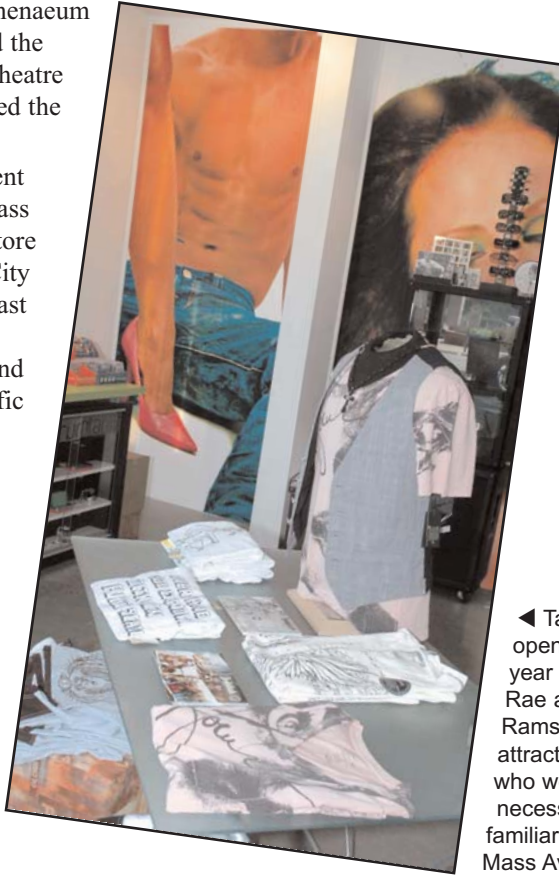 henaeum
l the
heatre
ed the
ent
ass
tore
City
ast
nd
fic
◀ Ta
open
year
Rae a
Rams
attract
who w
necess
familiar
Mass Av